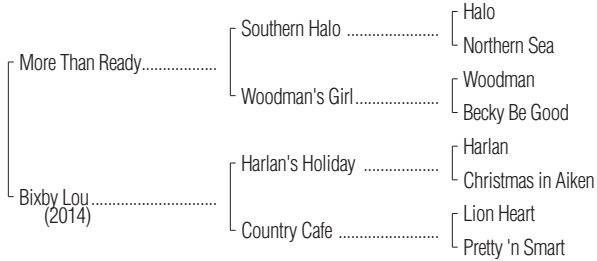 Halo
Southern Halo ...................
Northern Sea
More Than Ready..................
Woodman
Woodman's Girl....................
Becky Be Good
Harlan
Harlan's Holiday ..................
Christmas in Aiken
Bixby Lou..............................
(2014)
Lion Heart
Country Cafe ........................
Pretty 'n Smart